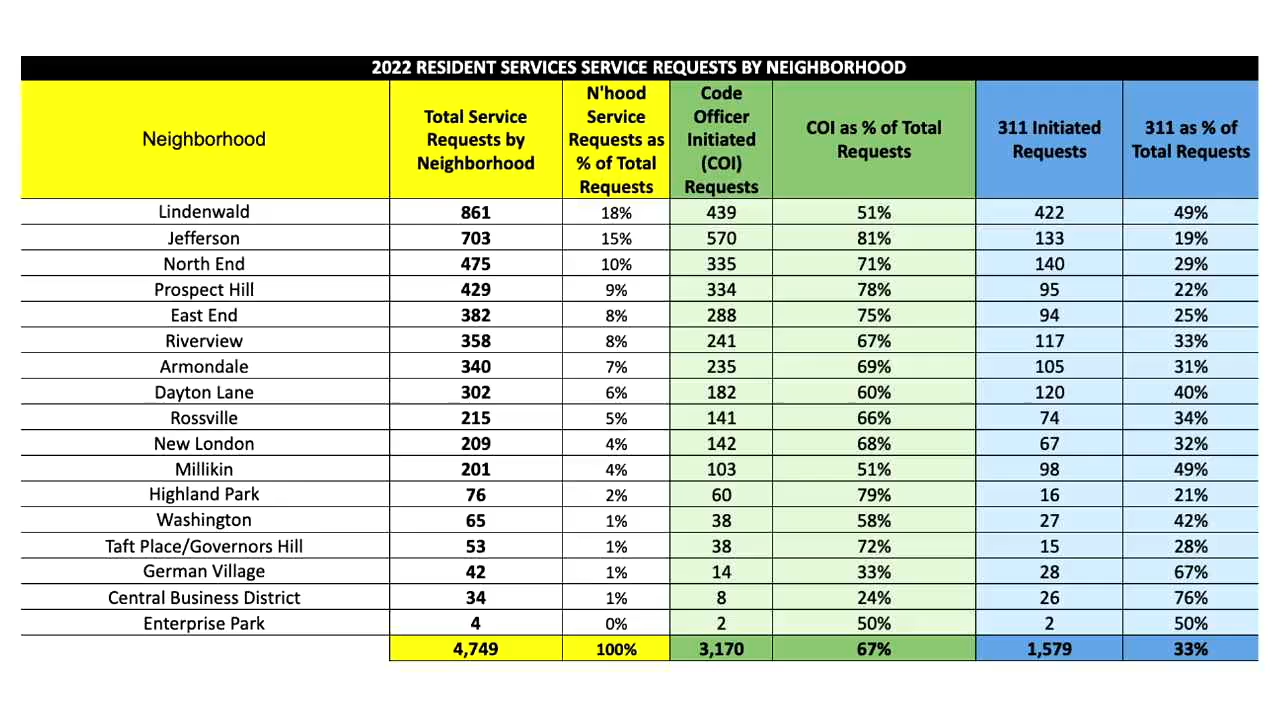 2022 RESIDENT SERVICES SERVICE REQUESTS BY NEIGHBORHOOD
Neighborhood
Total Service
Requests by
Neighborhood
N'hood
Service
Requests as
% of Total
Requests
Code
Officer
Initiated
(COI)
Requests
COI as % of Total
Requests
311 Initiated
Requests
311 as % of
Total Requests
Lindenwald 861 18% 439 51% 422 49%
Jefferson 703 15% 570 81% 133 19%
North End 475 10% 335 71% 140 29%
Prospect Hill 429 9% 334 78% 95 22%
East End 382 8% 288 75% 94 25%
Riverview 358 8% 241 67% 117 33%
Armondale 340 7% 235 69% 105 31%
Dayton Lane 302 6% 182 60% 120 40%
Rossville 215 5% 141 66% 74 34%
New London 209 4% 142 68% 67 32%
Millikin 201 4% 103 51% 98 49%
Highland Park 76 2% 60 79% 16 21%
Washington 65 1% 38 58% 27 42%
Taft Place/Governors Hill 53 1% 38 72% 15 28%
German Village 42 1% 14 33% 28 67%
Central Business District 34 1% 8 24% 26 76%
Enterprise Park 4 0% 2 50% 2 50%
4,749 100% 3,170 67% 1,579 33%